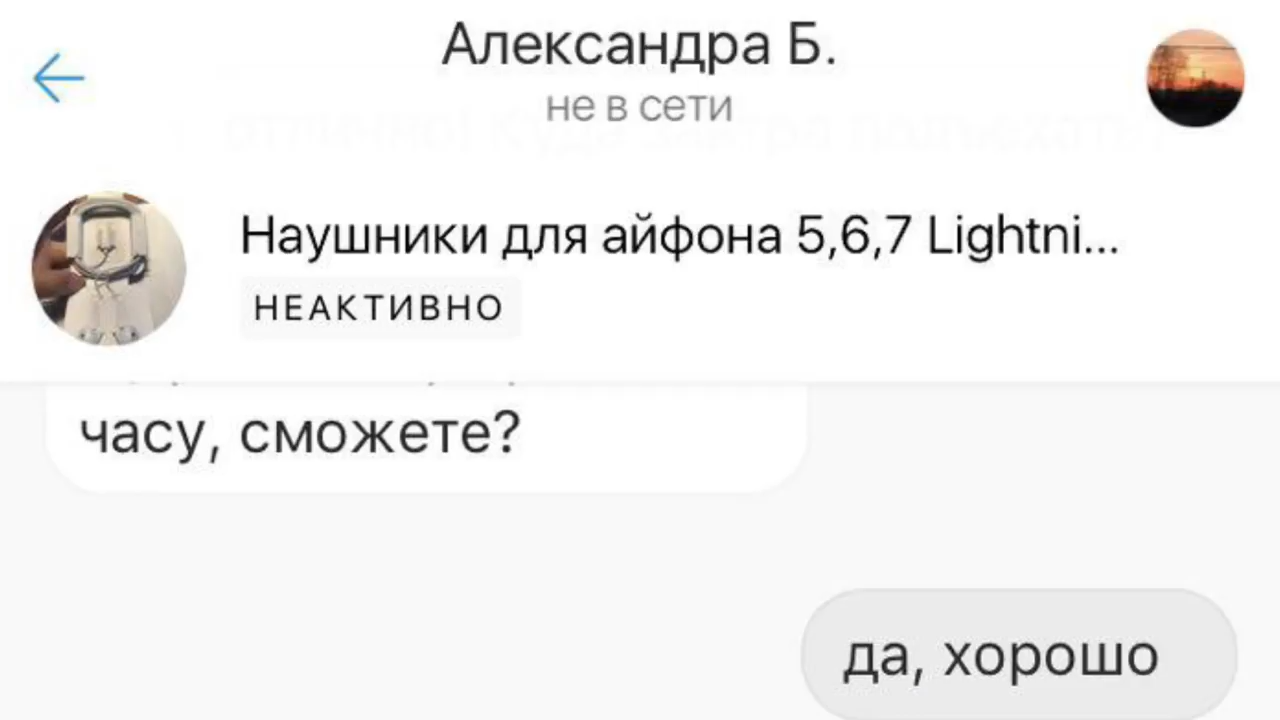 Александра Б.
не в сети
Наушники для айфона 5,6,7 Lightni...
НЕАКТИВНО
часу, сможете?
да, хорошо